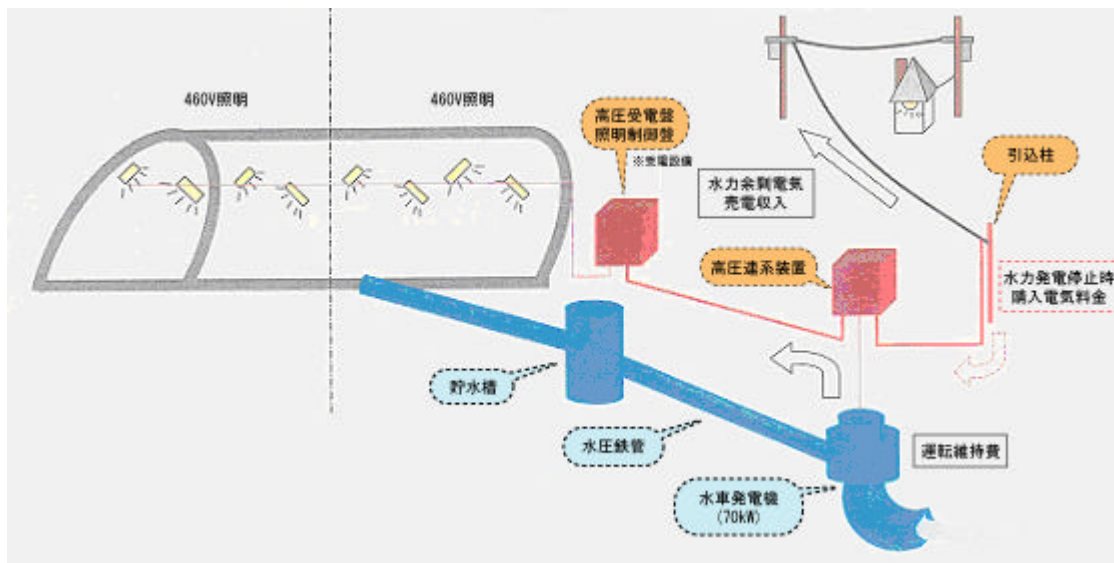 460V照明
460V照明
高圧受電盤
照明制御盤
※変電設備
水力余剰電気
売電収入
引込柱
高圧連系装置
水力発電停止時
購入電気料金
貯水槽
水圧鉄管
運転維持費
水車発電機
(70kW)